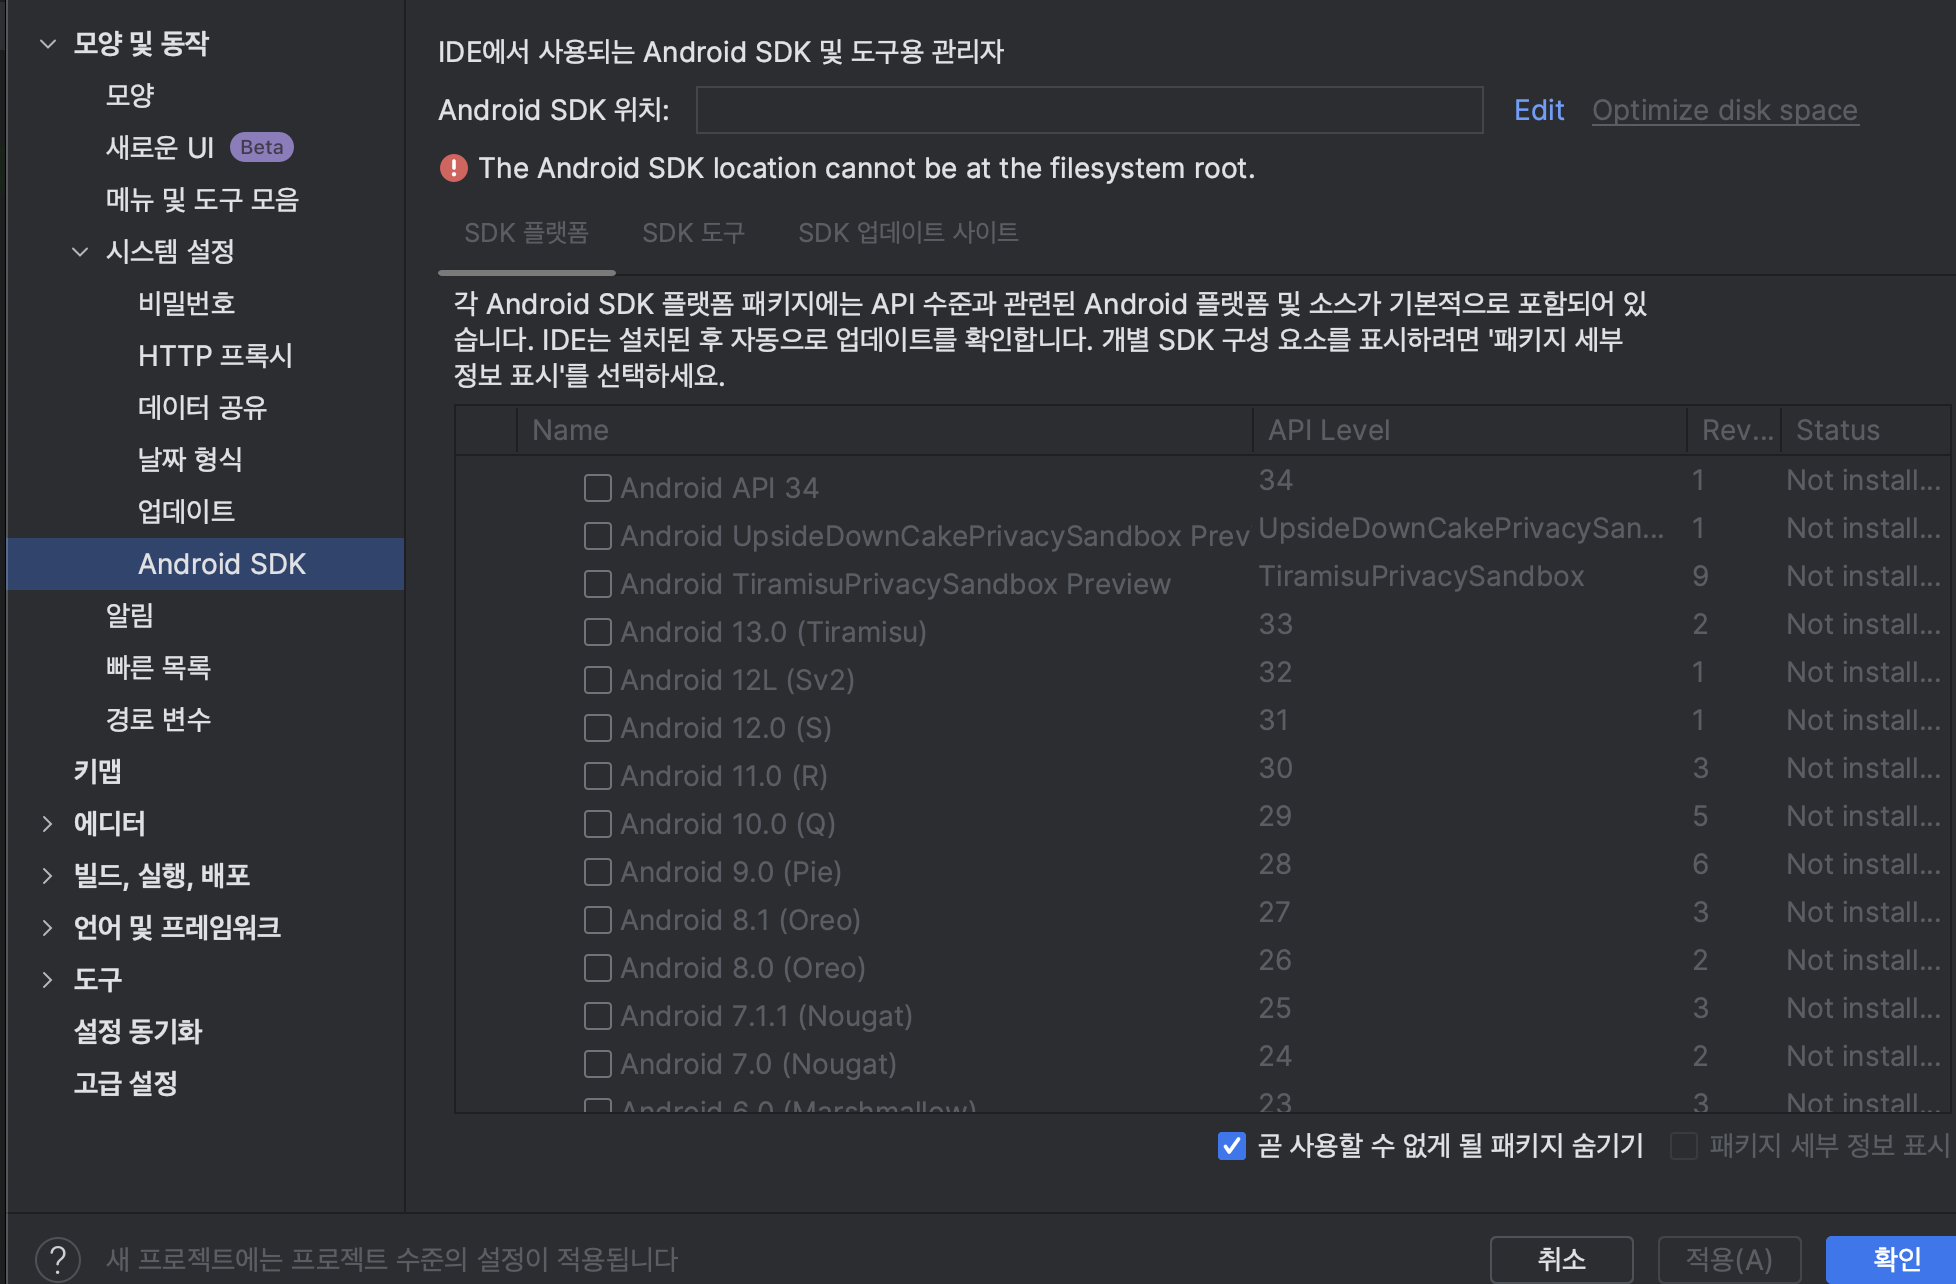 모양 및 동작
모양
새로운 UI Beta
메뉴 및 도구 모음
시스템 설정
비밀번호
HTTP 프록시
데이터 공유
날짜 형식
업데이트
Android SDK
알림
빠른 목록
경로 변수
키맵
에디터
빌드, 실행, 배포
언어 및 프레임워크
도구
설정 동기화
고급 설정
IDE에서 사용되는 Android SDK 및 도구용 관리자
Android SDK 위치: Edit Optimize disk space
The Android SDK location cannot be at the filesystem root.
SDK 플랫폼 SDK 도구 SDK 업데이트 사이트
각 Android SDK 플랫폼 패키지에는 API 수준과 관련된 Android 플랫폼 및 소스가 기본적으로 포함되어 있
습니다. IDE는 설치된 후 자동으로 업데이트를 확인합니다. 개별 SDK 구성 요소를 표시하려면 '패키지 세부
정보 표시'를 선택하세요.
Name API Level Rev... Status
Android API 34 34 1 Not install...
Android UpsideDownCakePrivacySandbox Prev UpsideDownCakePrivacySan... 1 Not install...
Android TiramisuPrivacySandbox Preview TiramisuPrivacySandbox 9 Not install...
Android 13.0 (Tiramisu) 33 2 Not install...
Android 12L (Sv2) 32 1 Not install...
Android 12.0 (S) 31 1 Not install...
Android 11.0 (R) 30 3 Not install...
Android 10.0 (Q) 29 5 Not install...
Android 9.0 (Pie) 28 6 Not install...
Android 8.1 (Oreo) 27 3 Not install...
Android 8.0 (Oreo) 26 2 Not install...
Android 7.1.1 (Nougat) 25 3 Not install...
Android 7.0 (Nougat) 24 2 Not install...
Android 6.0 (Marshmallow) 23 3 Not install...
곧 사용할 수 없게 될 패키지 숨기기 패키지 세부 정보 표시
? 새 프로젝트에는 프로젝트 수준의 설정이 적용됩니다
취소 적용(A) 확인